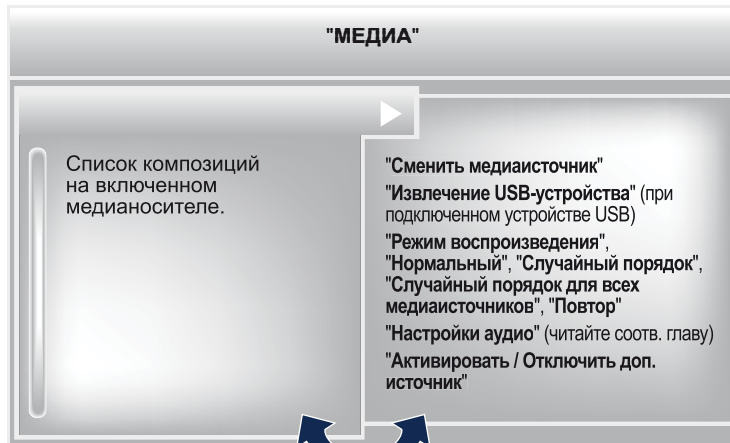 "МЕДИА"
Список композиций
на включенном
медианосителе.
"Сменить медиаисточник"
"Извлечение USB-устройства" (при
подключенном устройстве USB)
"Режим воспроизведения",
"Нормальный", "Случайный порядок",
"Случайный порядок для всех
медиаисточников", "Повтор"
"Настройки аудио" (читайте соотв. главу)
"Активировать / Отключить доп.
источник"